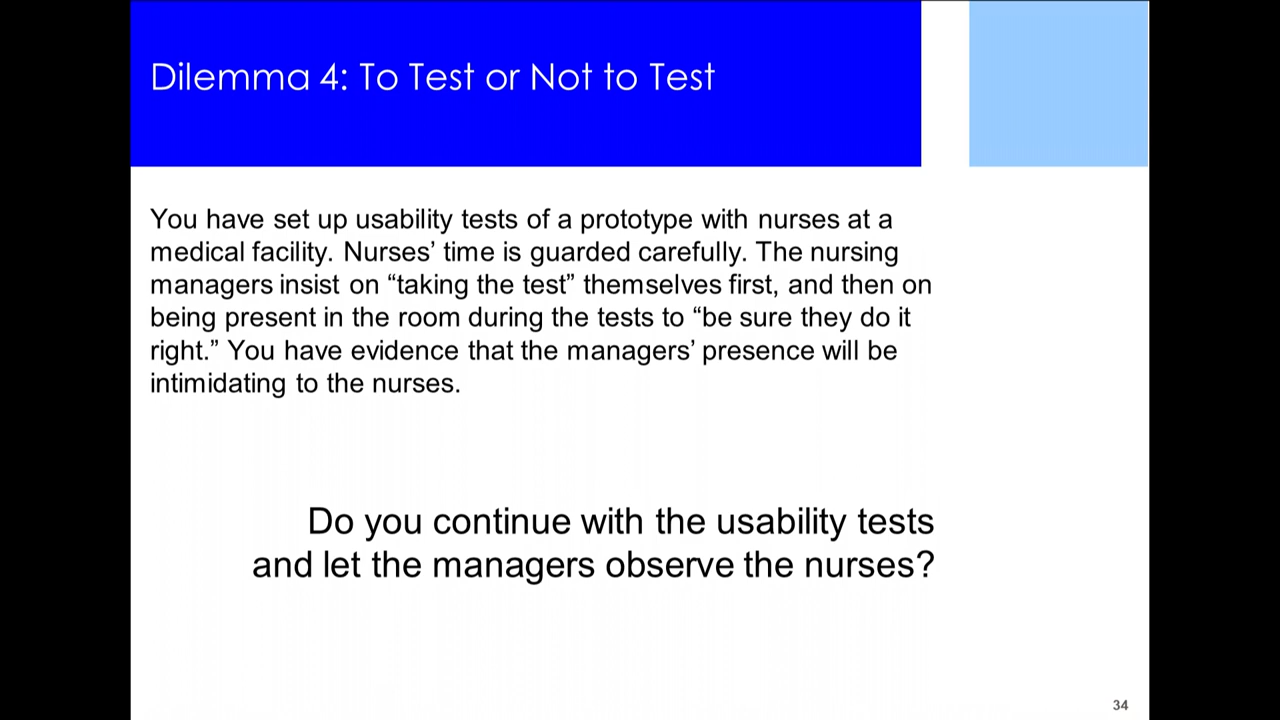 Dilemma 4: To Test or Not to Test
You have set up usability tests of a prototype with nurses at a
medical facility. Nurses’ time is guarded carefully. The nursing
managers insist on “taking the test” themselves first, and then on
being present in the room during the tests to “be sure they do it
right.” You have evidence that the managers’ presence will be
intimidating to the nurses.
Do you continue with the usability tests
and let the managers observe the nurses?
34